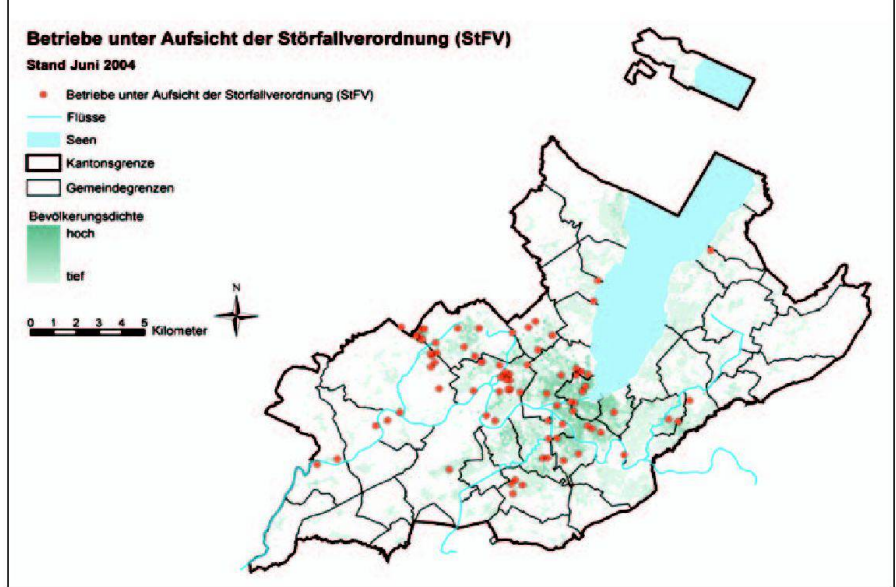 Betriebe unter Aufsicht der Störfallverordnung (StFV)
Stand Juni 2004
Betriebe unter Aufsicht der Störfallverordnung (StFV)
Flüsse
Seen
Kantonsgrenze
Gemeindegrenzen
Bevölkerungsdichte
hoch
tief
N
0 1 2 3 4 5 Kilometer